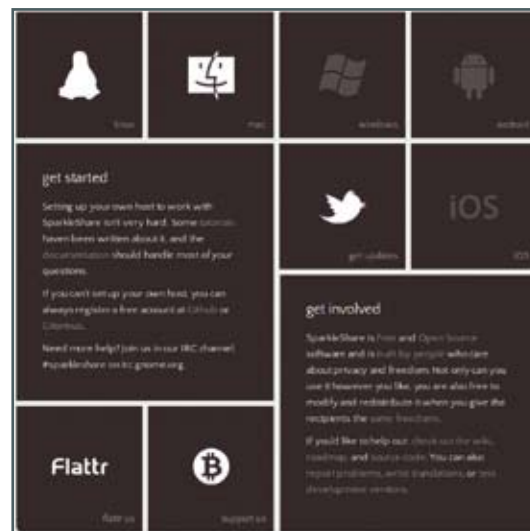 linux
mac
windows
android
get started
Setting up your own host to work with
SparkleShare isn't very hard. Some tutorials
haven been written about it, and the
documentation should handle most of your
questions.
If you can't set up your own host, you can
always register a free account at Github or
Gitorious.
Need more help? Join us in our IRC channel
#sparkleshare on irc.gnome.org.
get updates
iOS
iOS
get involved
SparkleShare is Free and Open Source
software and is built by people who care
about privacy and freedom. Not only can you
use it however you like, you are also free to
modify and redistribute it when you give the
recipients the same freedoms.
If you'd like to help out: check out the wiki,
roadmap, and source code. You can also
report problems, write translations, or test
development versions.
Flattr
flattr us
support us